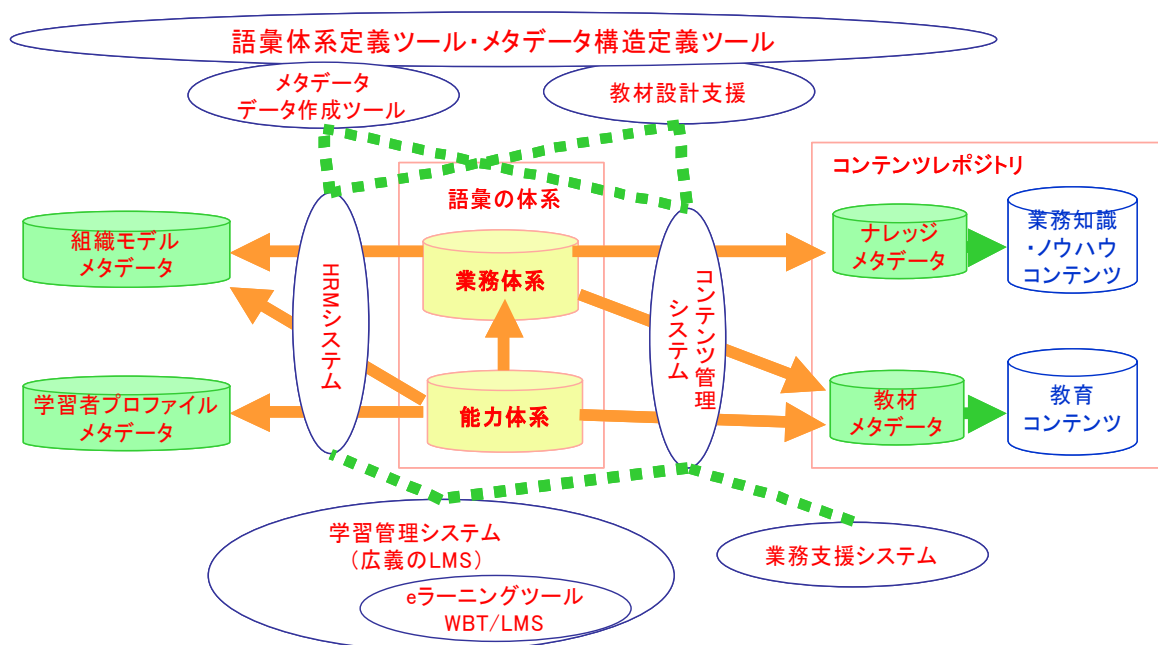 語彙体系定義ツール・メタデータ構造定義ツール
メタデータ
データ作成ツール
教材設計支援
コンテンツレポジトリ
語彙の体系
組織モデル
メタデータ
業務体系
ナレッジ
メタデータ
業務知識
・ノウハウ
コンテンツ
HRMシステム
コンテンツ管理
システム
学習者プロファイル
メタデータ
能力体系
教材
メタデータ
教育
コンテンツ
学習管理システム
(広義のLMS)
業務支援システム
eラーニングツール
WBT/LMS